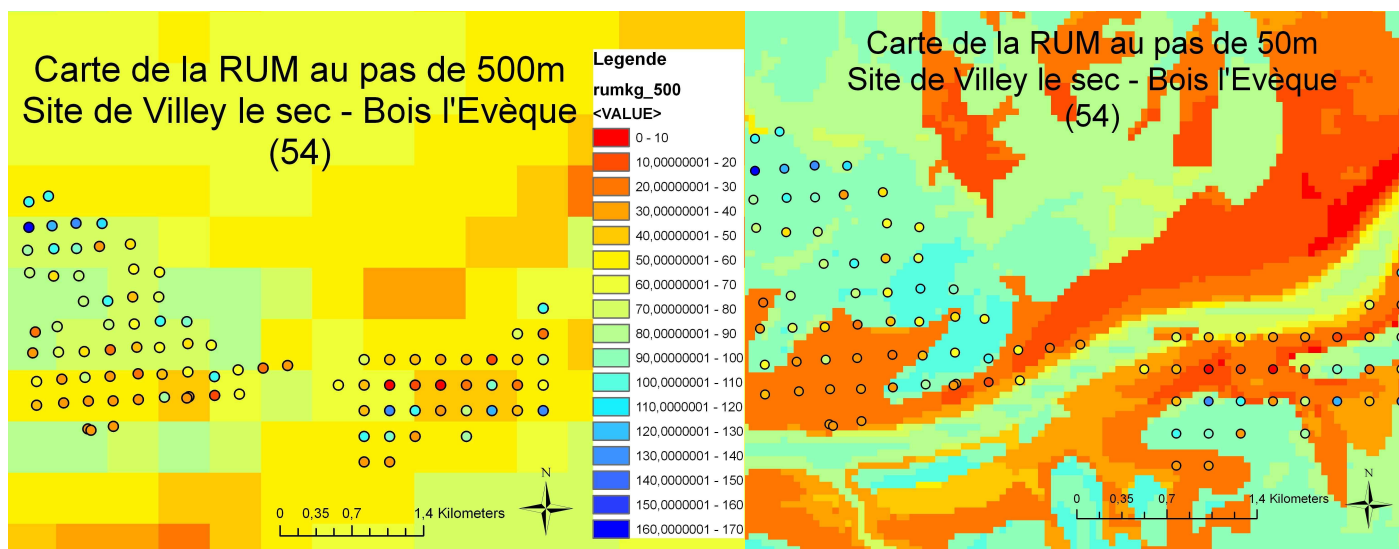 Carte de la RUM au pas de 500m
Site de Villey le sec - Bois l'Evèque
(54)
Legende
rumkg_500
<VALUE>
0 - 10
10,00000001 - 20
20,00000001 - 30
30,00000001 - 40
40,00000001 - 50
50,00000001 - 60
60,00000001 - 70
70,00000001 - 80
80,00000001 - 90
90,00000001 - 100
100,0000001 - 110
110,0000001 - 120
120,0000001 - 130
130,0000001 - 140
140,0000001 - 150
150,0000001 - 160
160,0000001 - 170
N
0 0,35 0,7 1,4 Kilometers
Carte de la RUM au pas de 50m
Site de Villey le sec - Bois l'Evèque
(54)
N
0 0,35 0,7 1,4 Kilometers